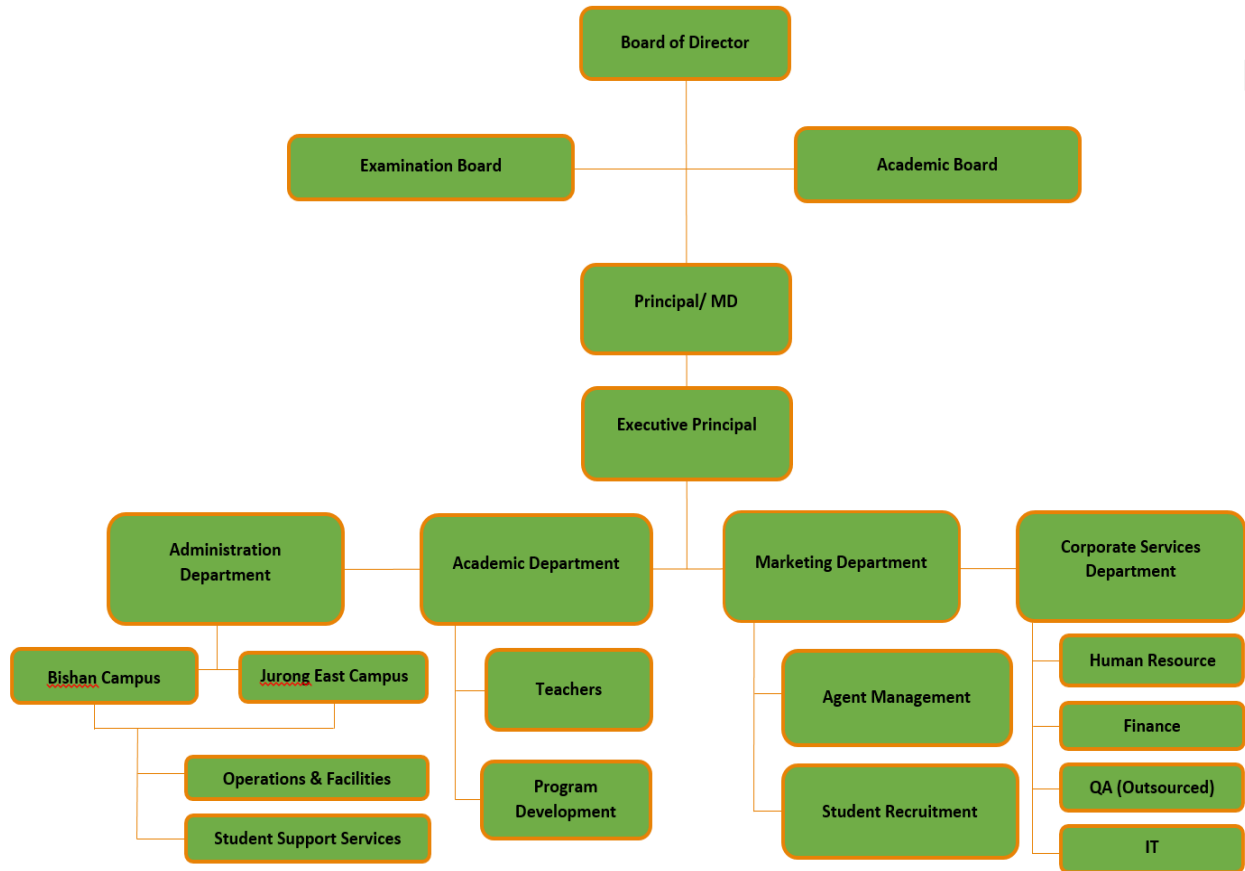 Board of Director
Examination Board
Academic Board
Principal/ MD
Executive Principal
Administration
Department
Academic Department
Marketing Department
Corporate Services
Department
Bishan Campus
Jurong East Campus
Operations & Facilities
Student Support Services
Teachers
Program
Development
Agent Management
Student Recruitment
Human Resource
Finance
QA (Outsourced)
IT